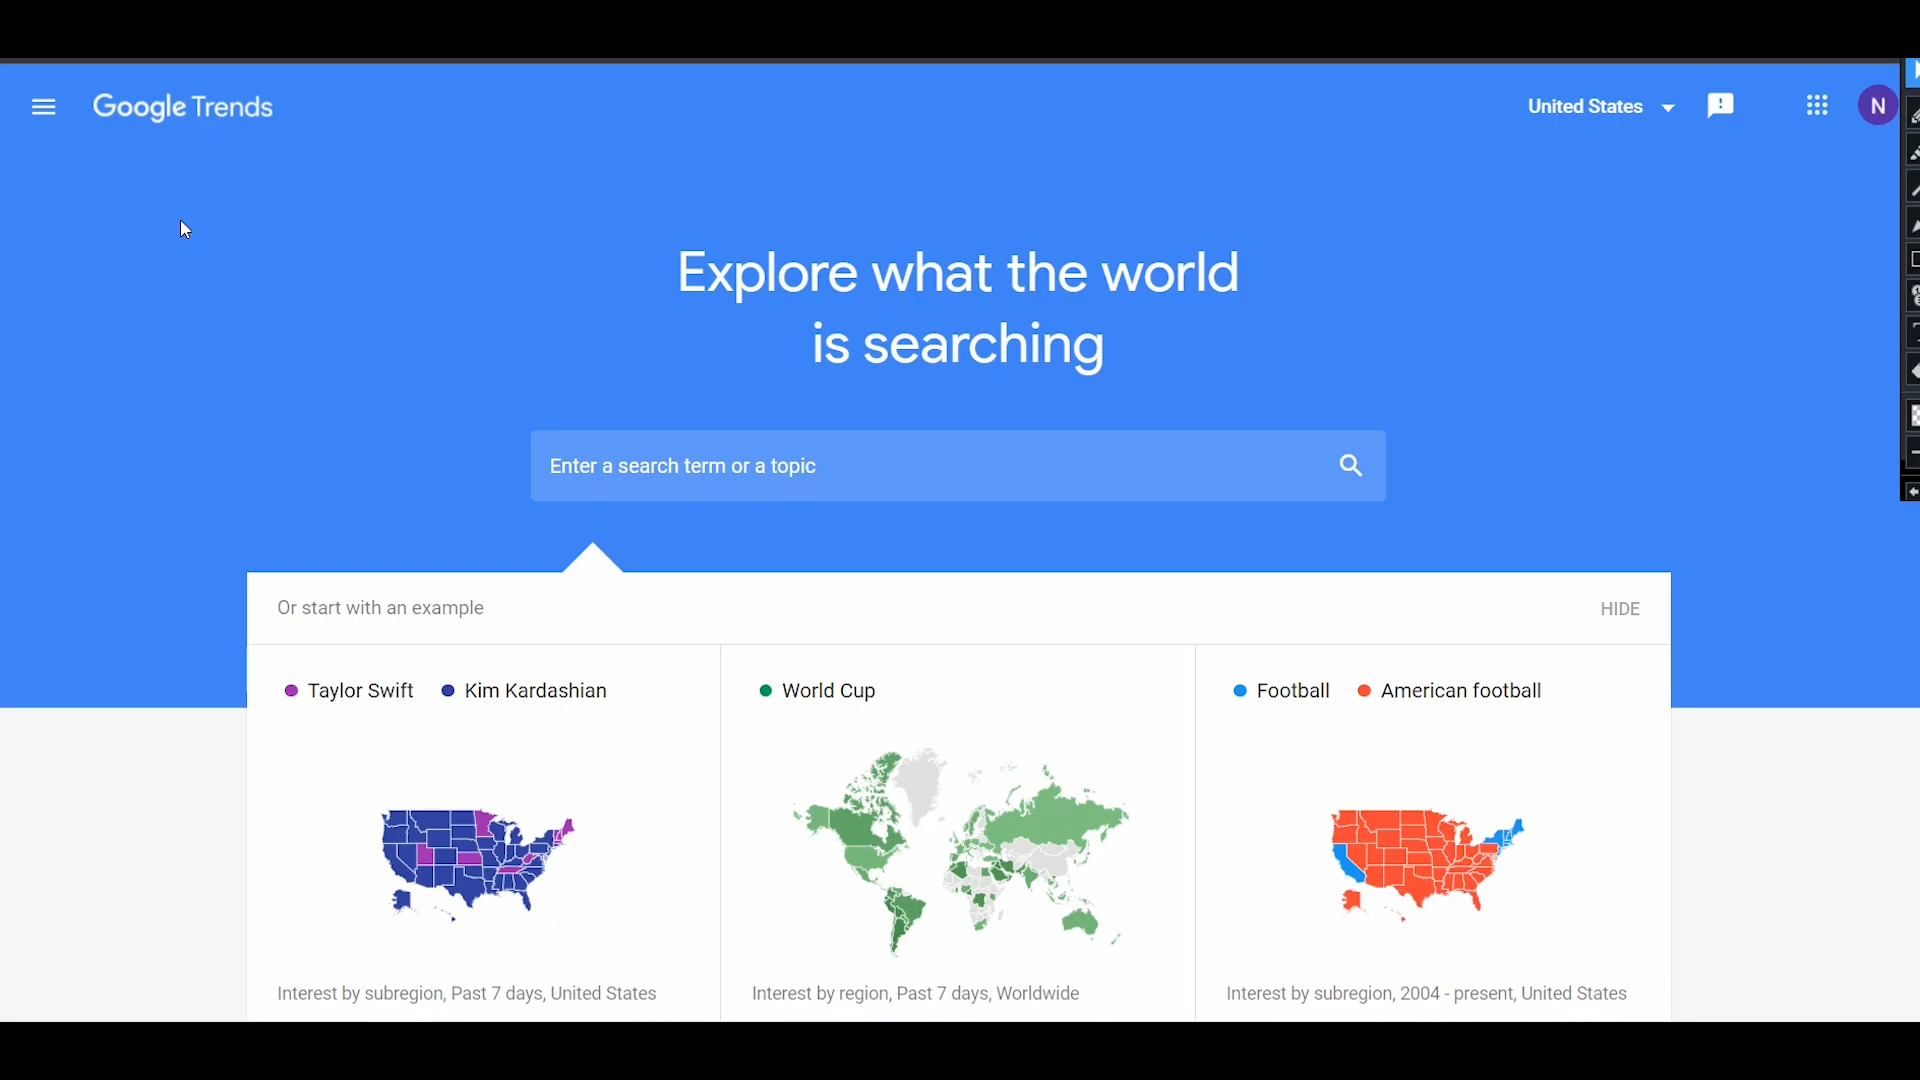 Google Trends
United States
N
Explore what the world
is searching
Enter a search term or a topic
Or start with an example
HIDE
Taylor Swift Kim Kardashian
World Cup
Football American football
Interest by subregion, Past 7 days, United States
Interest by region, Past 7 days, Worldwide
Interest by subregion, 2004 - present, United States